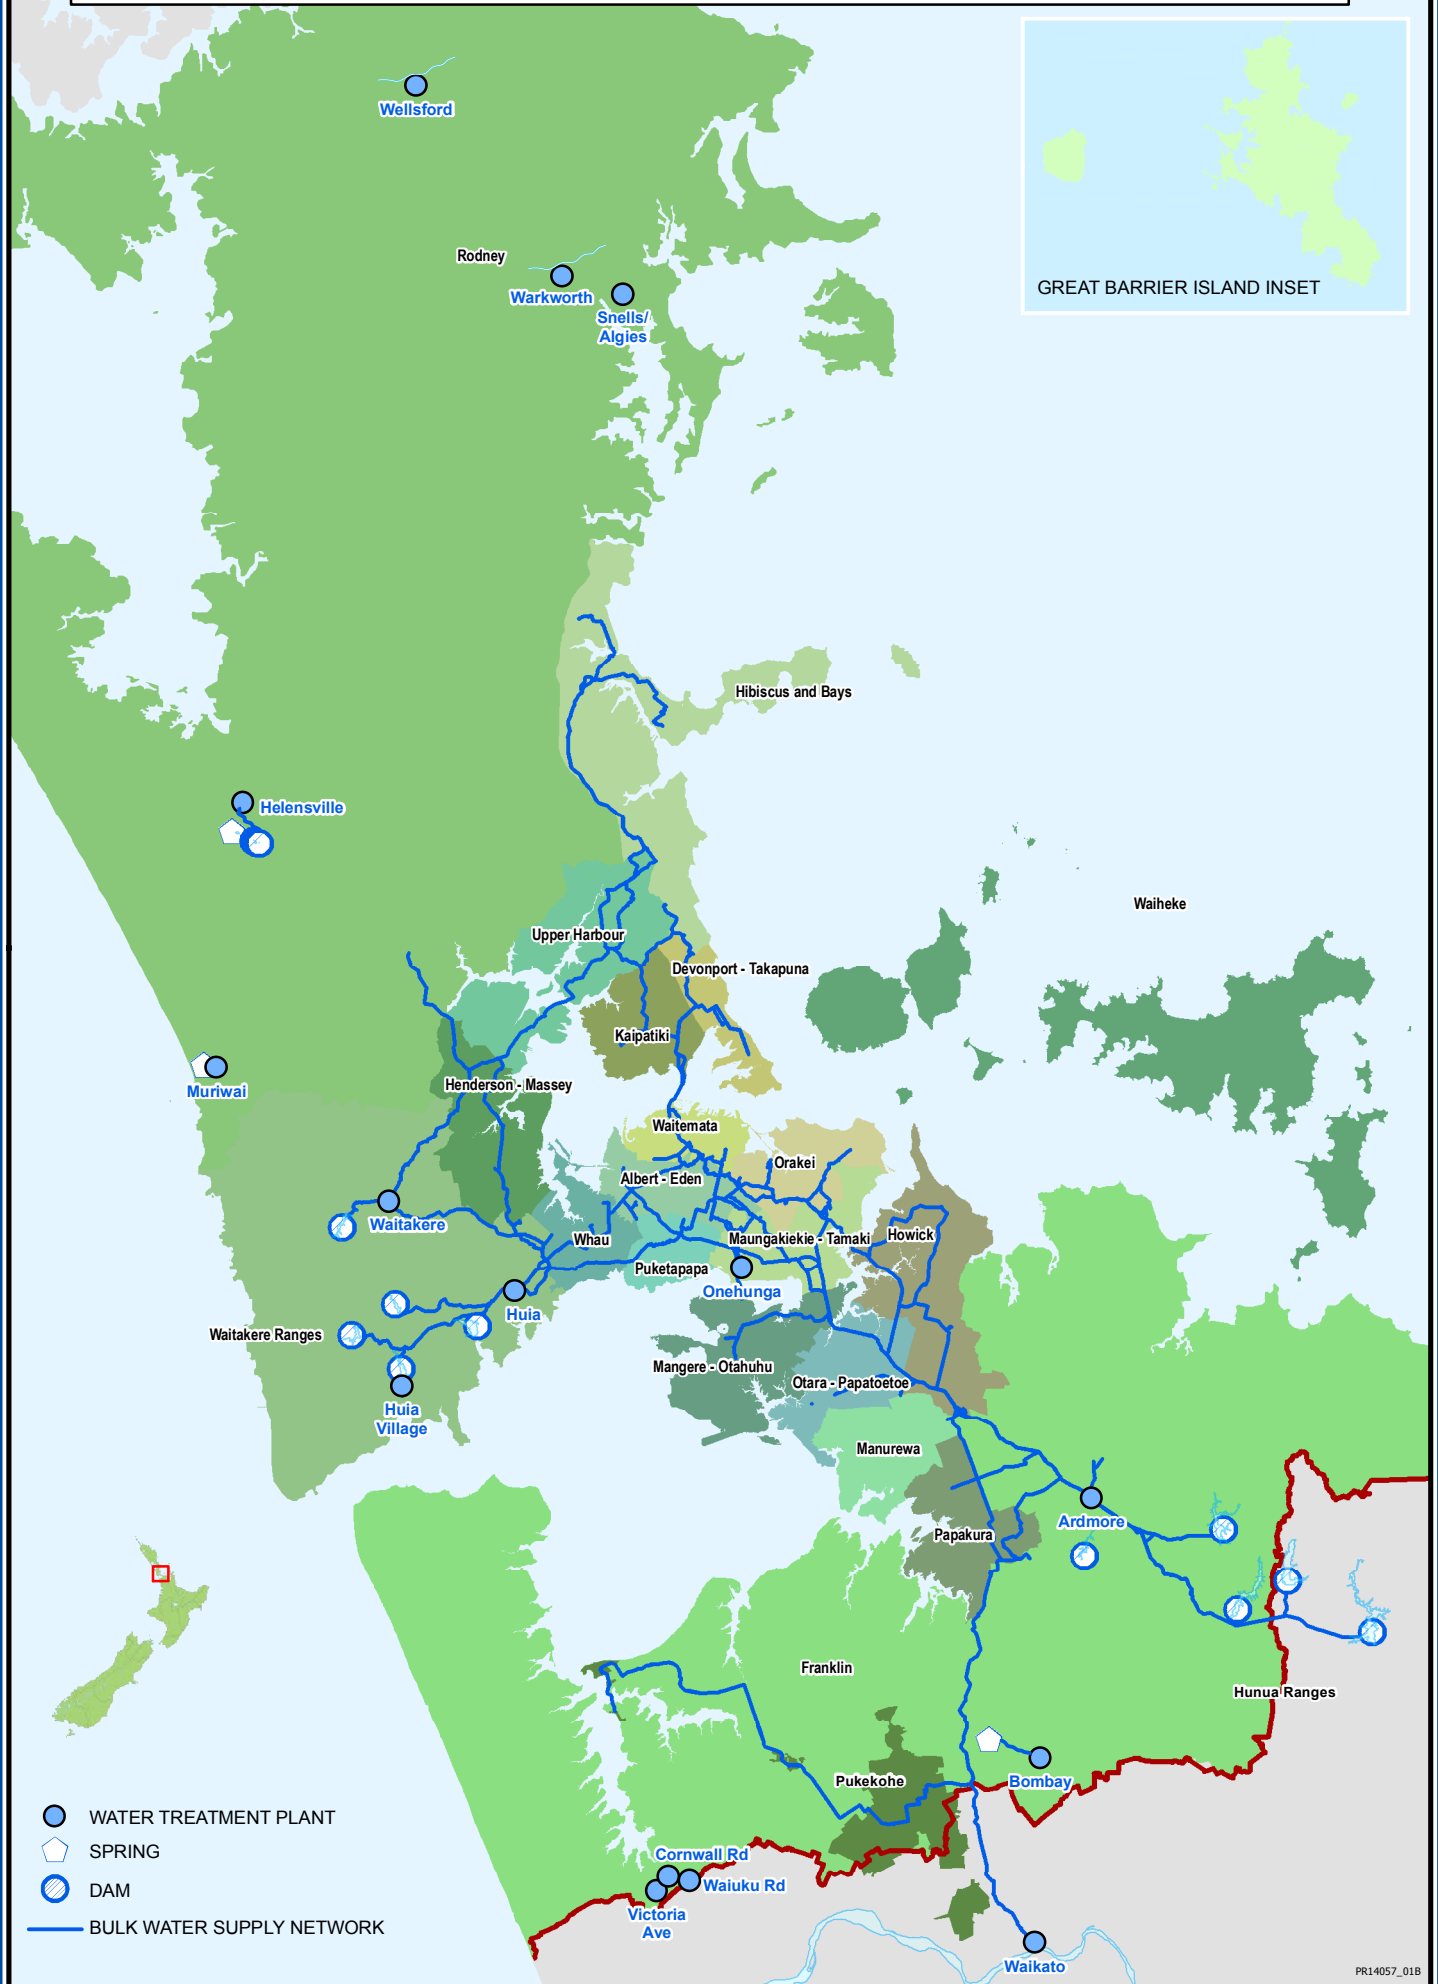 Wellsford
GREAT BARRIER ISLAND INSET
Rodney
Warkworth
Snells/
Algies
Hibiscus and Bays
Helensville
Waiheke
Upper Harbour
Devonport - Takapuna
Kaipatiki
Muriwai
Henderson - Massey
Waitemata
Orakei
Albert - Eden
Waitakere
Whau
Maungakiekie - Tamaki
Howick
Puketapapa
Onehunga
Huia
Waitakere Ranges
Mangere - Otahuhu
Otara - Papatoetoe
Huia
Village
Manurewa
Ardmore
Papakura
Franklin
Hunua Ranges
Pukekohe
Bombay
WATER TREATMENT PLANT
SPRING
DAM
BULK WATER SUPPLY NETWORK
Cornwall Rd
Waiuku Rd
Victoria
Ave
Waikato
PR14057_01B